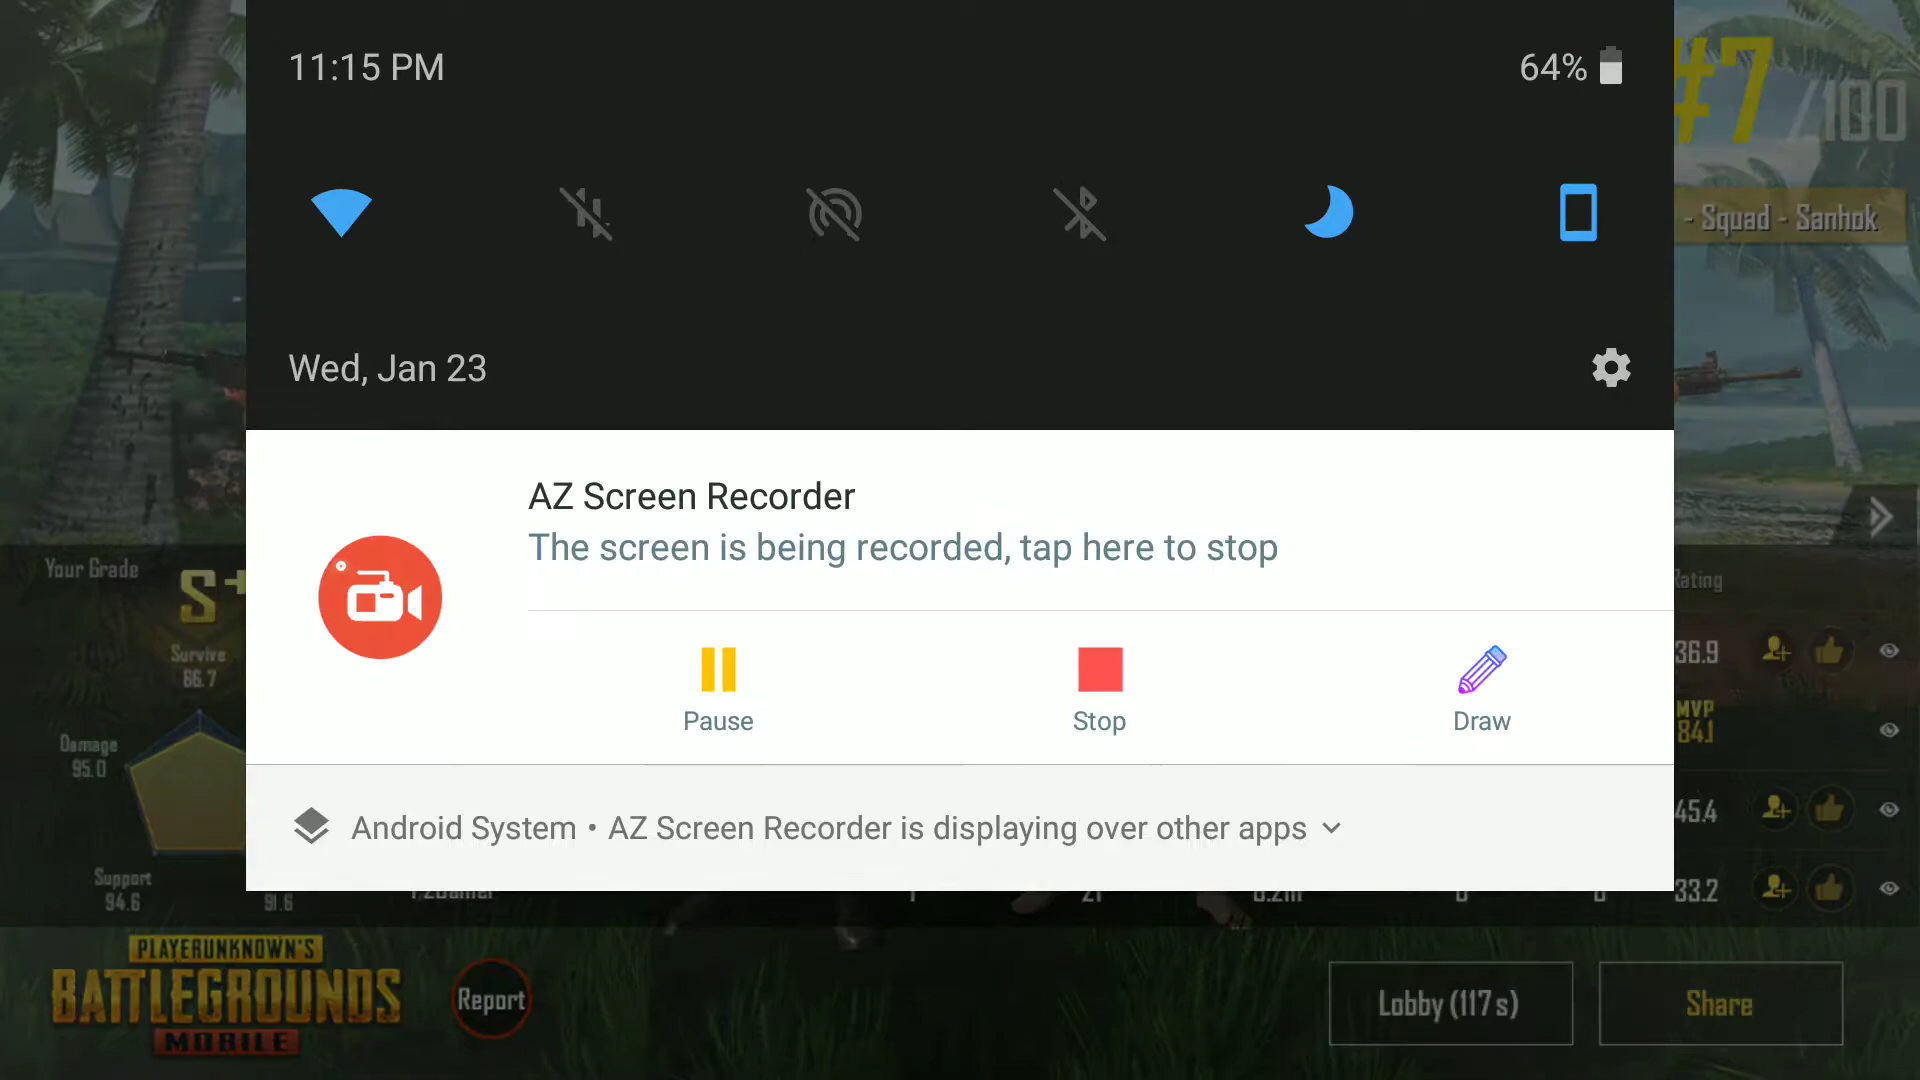 11:15 PM
64%
#7/100
- Squad - Sanhok
Wed, Jan 23
AZ Screen Recorder
The screen is being recorded, tap here to stop
Your Grade
S+
Survive
66.7
36.9
Pause
Stop
Draw
MVP
84.1
Damage
95.0
Android System • AZ Screen Recorder is displaying over other apps
45.4
Support
94.6
91.6
33.2
PLAYERUNKNOWN'S
BATTLEGROUNDS
MOBILE
Report
Lobby (117s)
Share